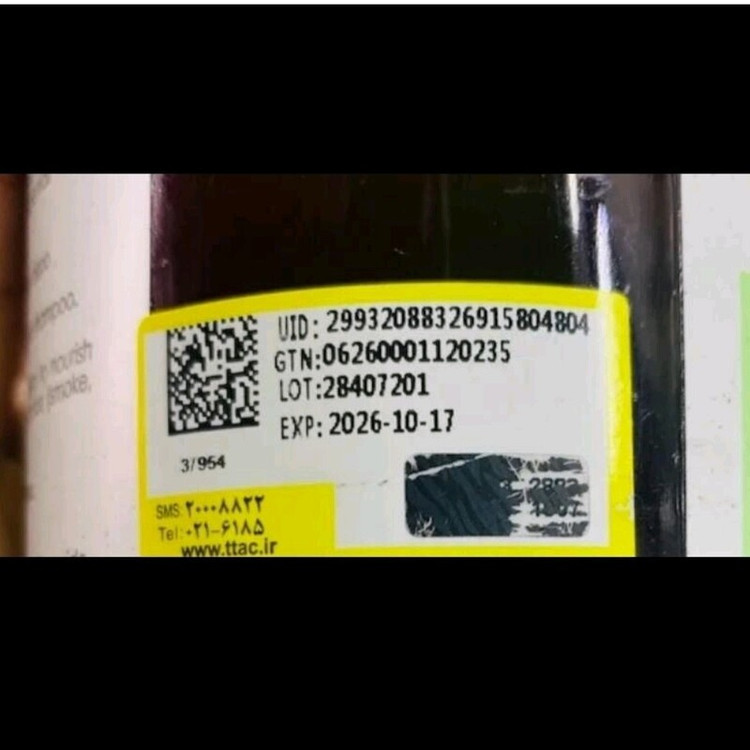 UID: 29932088326915804804
GTN:06260001120235
LOT:28407201
EXP: 2026-10-17
3/954
SMS: ۲۰۰۰۸۸۲۲
Tel: ۰۲۱-۶۱۸۵
www.ttac.ir
nourish
smoke,